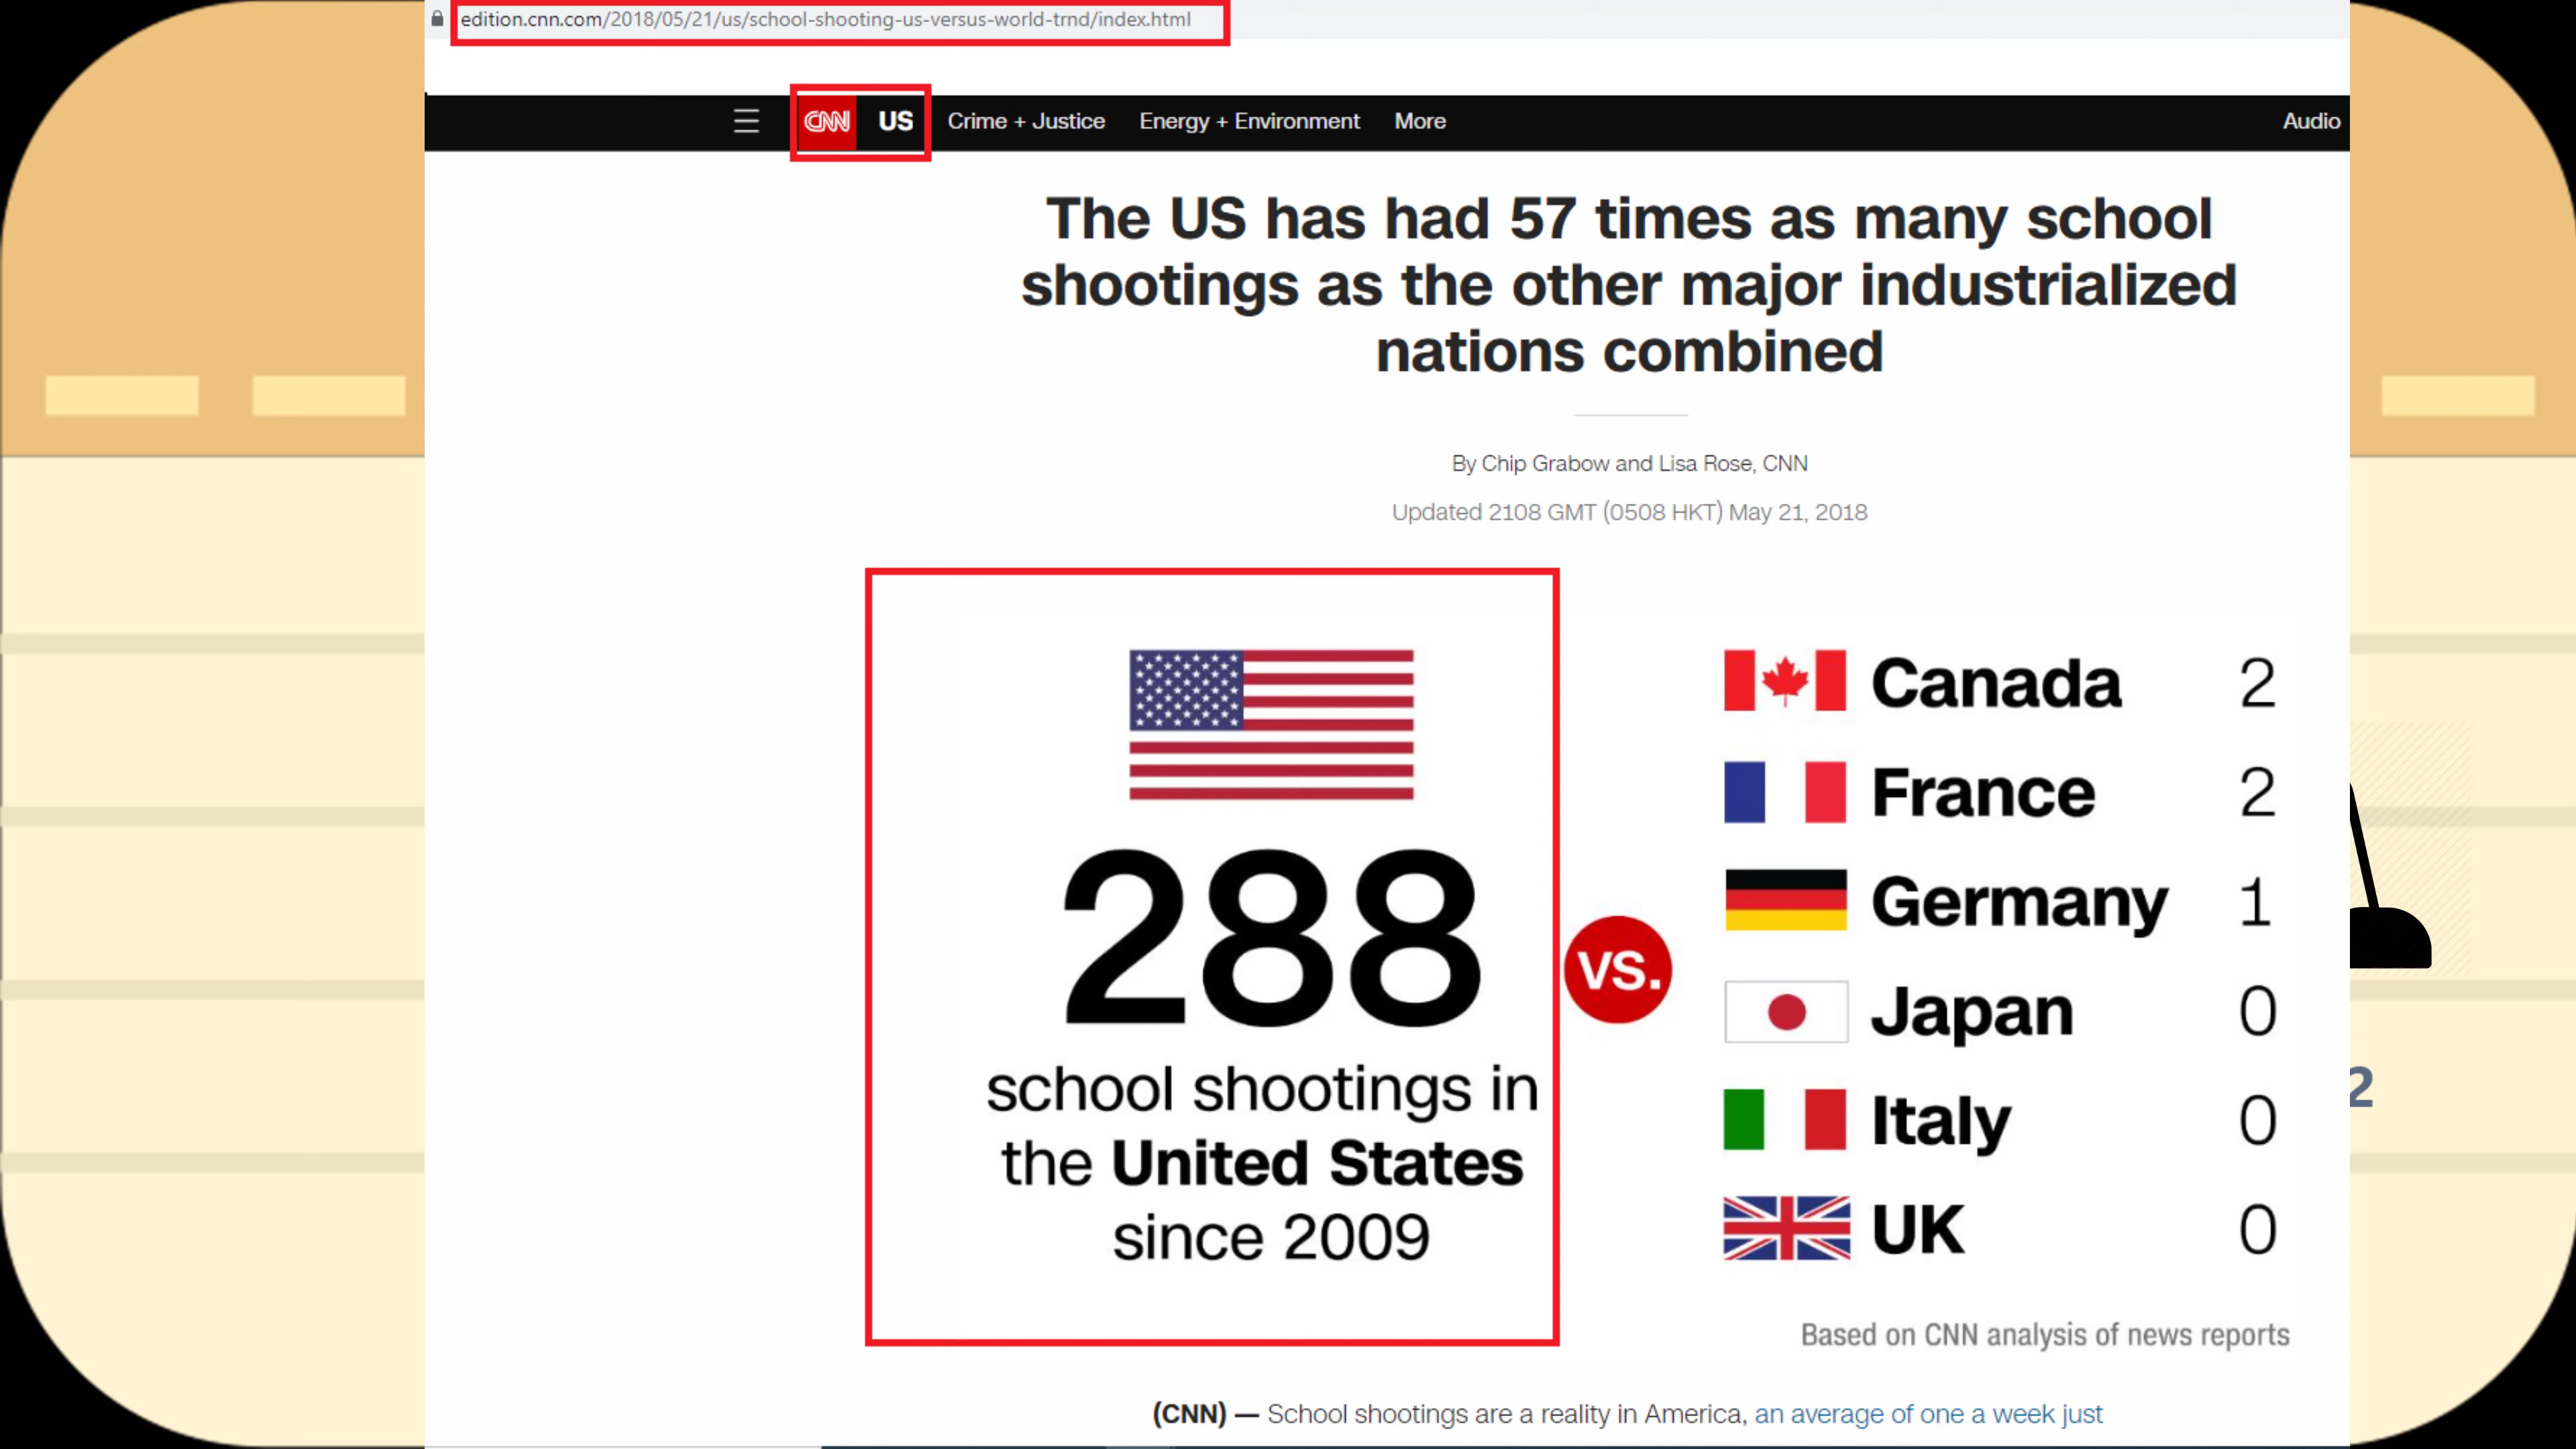 edition.cnn.com/2018/05/21/us/school-shooting-us-versus-world-trnd/index.html
CNN US Crime + Justice Energy + Environment More Audio
The US has had 57 times as many school
shootings as the other major industrialized
nations combined
By Chip Grabow and Lisa Rose, CNN
Updated 2108 GMT (0508 HKT) May 21, 2018
288
school shootings in
the United States
since 2009
VS.
Canada 2
France 2
Germany 1
Japan 0
Italy 0
UK 0
Based on CNN analysis of news reports
(CNN) — School shootings are a reality in America, an average of one a week just
2